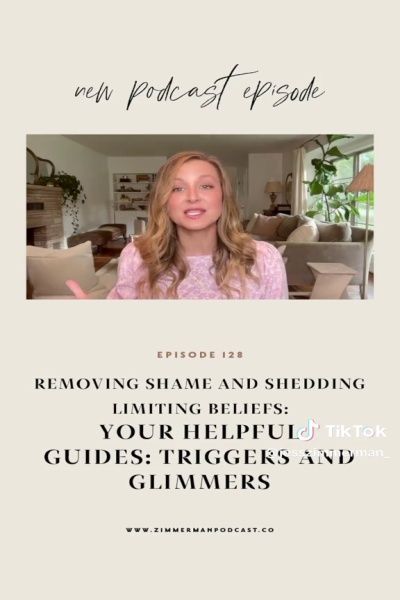 new podcast episode
EPISODE 128
REMOVING SHAME AND SHEDDING
LIMITING BELIEFS:
YOUR HELPFUL
TikTok
GUIDES: TRIGGERS AND
GLIMMERS
WWW.ZIMMERMANPODCAST.CO